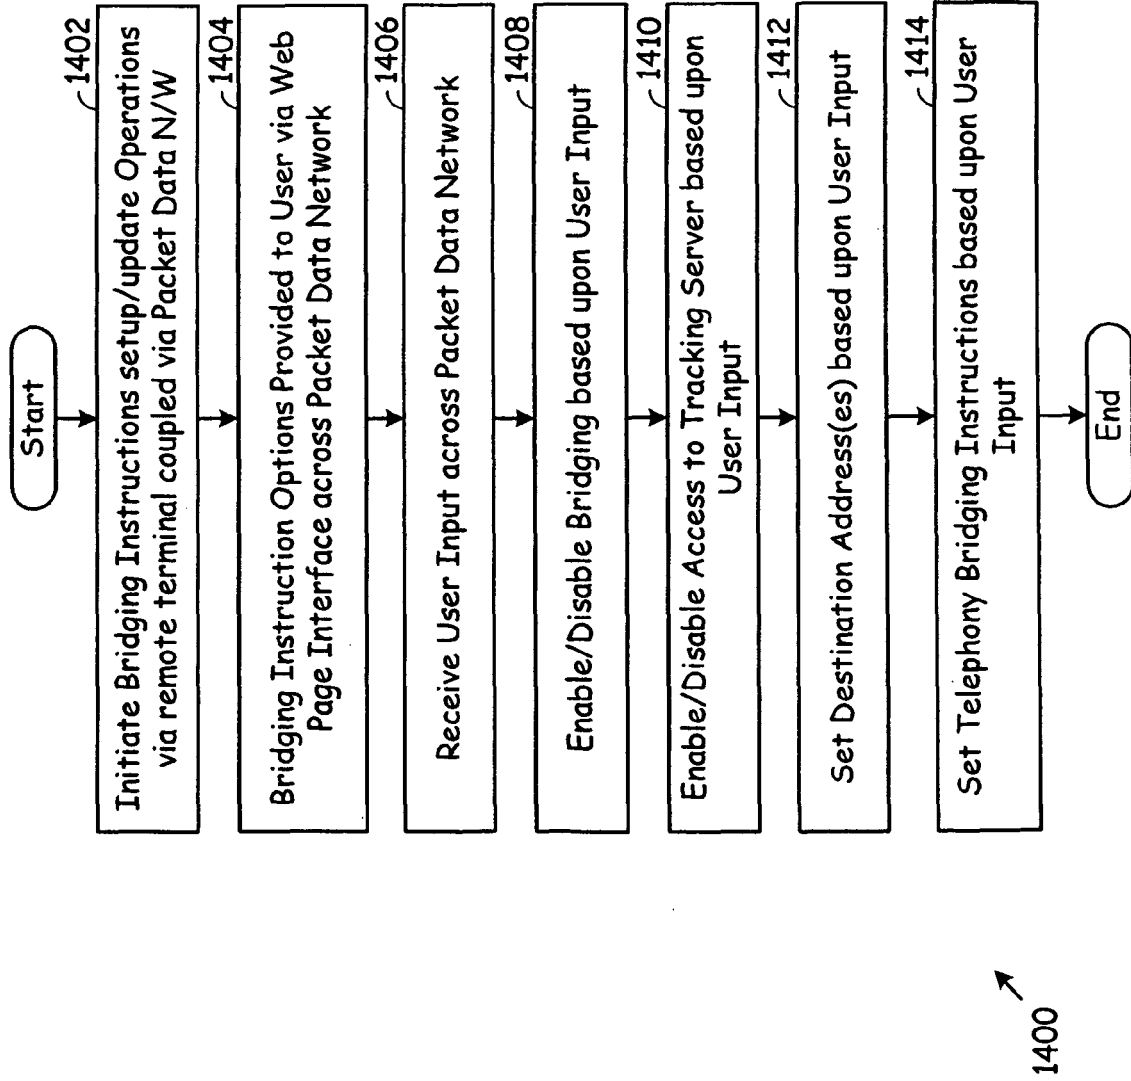 Start
1402
Initiate Bridging Instructions setup/update Operations
via remote terminal coupled via Packet Data N/W
1404
Bridging Instruction Options Provided to User via Web
Page Interface across Packet Data Network
1406
Receive User Input across Packet Data Network
1408
Enable/Disable Bridging based upon User Input
1410
Enable/Disable Access to Tracking Server based upon
User Input
1412
Set Destination Address(es) based upon User Input
1414
Set Telephony Bridging Instructions based upon User
Input
End
1400